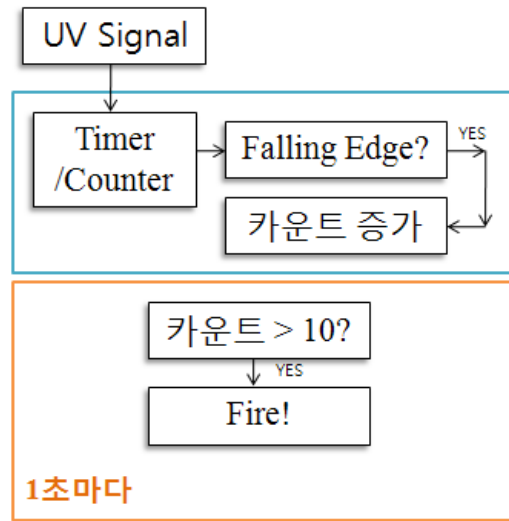 UV Signal
Timer
/Counter
Falling Edge?
YES
카운트 증가
카운트 > 10?
YES
Fire!
1초마다